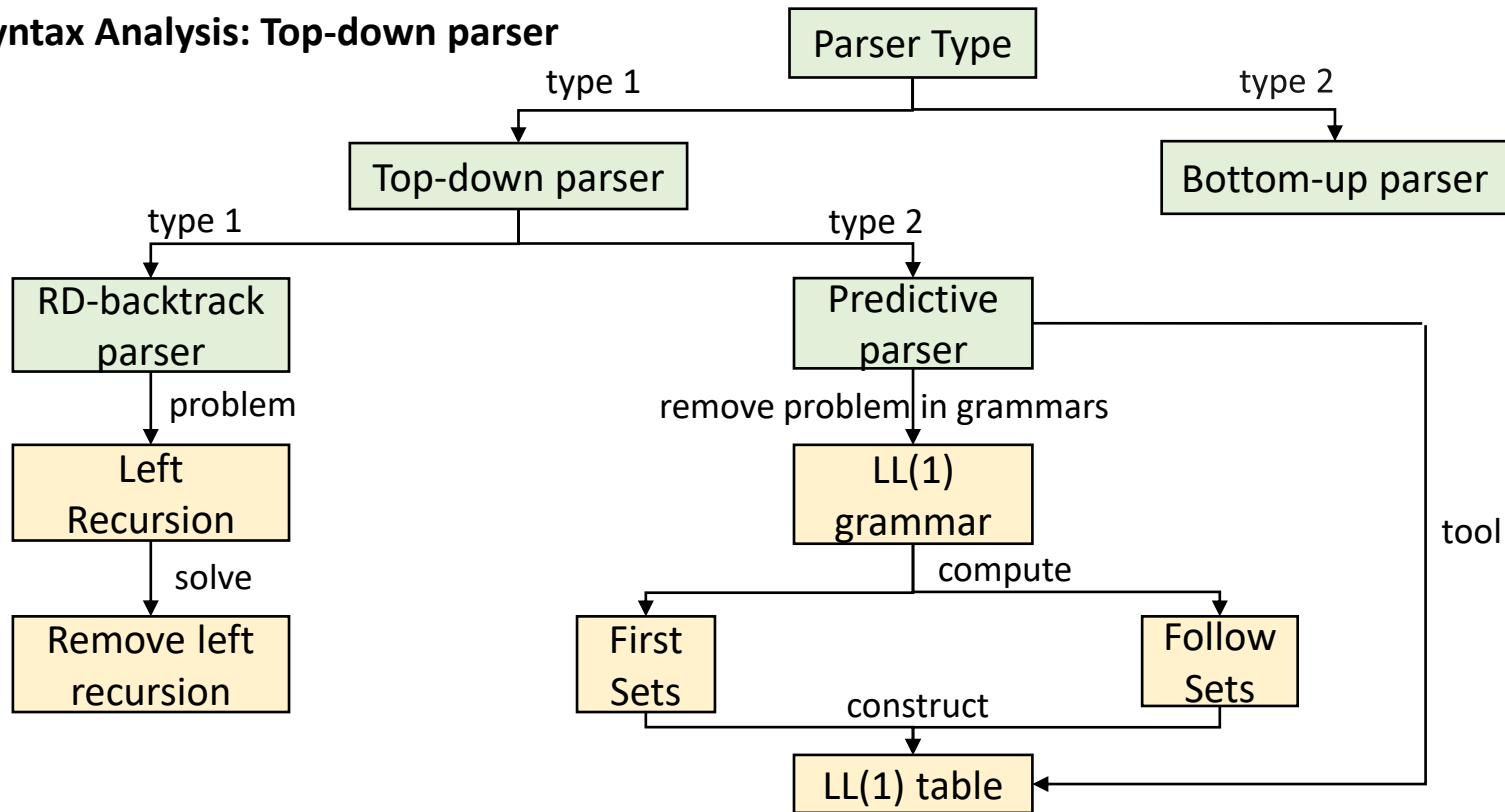 yntax Analysis: Top-down parser
Parser Type
type 1
type 2
Top-down parser
Bottom-up parser
type 1
type 2
RD-backtrack
parser
Predictive
parser
problem
remove problem in grammars
Left
Recursion
LL(1)
grammar
tool
solve
compute
Remove left
recursion
First
Sets
Follow
Sets
construct
LL(1) table